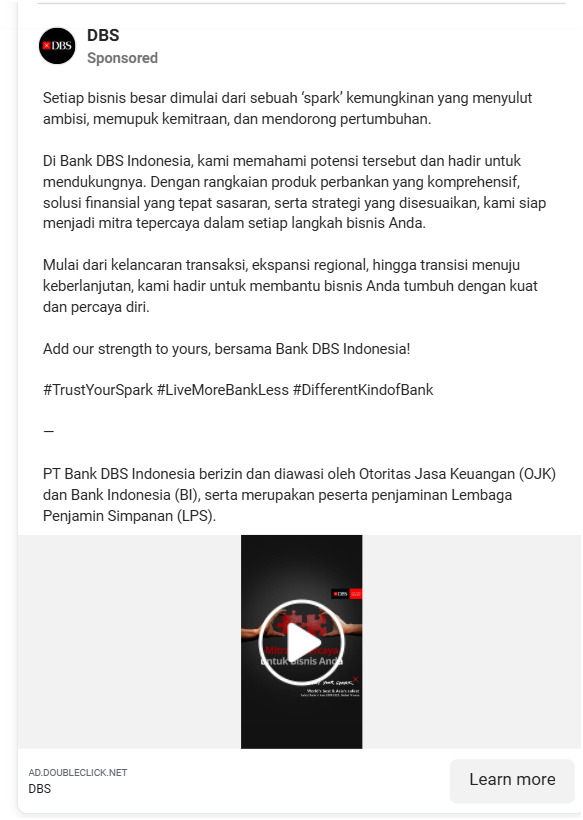 DBS
DBS
Sponsored
Setiap bisnis besar dimulai dari sebuah ‘spark’ kemungkinan yang menyulut
ambisi, memupuk kemitraan, dan mendorong pertumbuhan.
Di Bank DBS Indonesia, kami memahami potensi tersebut dan hadir untuk
mendukungnya. Dengan rangkaian produk perbankan yang komprehensif,
solusi finansial yang tepat sasaran, serta strategi yang disesuaikan, kami siap
menjadi mitra tepercaya dalam setiap langkah bisnis Anda.
Mulai dari kelancaran transaksi, ekspansi regional, hingga transisi menuju
keberlanjutan, kami hadir untuk membantu bisnis Anda tumbuh dengan kuat
dan percaya diri.
Add our strength to yours, bersama Bank DBS Indonesia!
#TrustYourSpark #LiveMoreBankLess #DifferentKindofBank
—
PT Bank DBS Indonesia berizin dan diawasi oleh Otoritas Jasa Keuangan (OJK)
dan Bank Indonesia (BI), serta merupakan peserta penjaminan Lembaga
Penjamin Simpanan (LPS).
DBS
untuk Bisnis Anda
World's Best & Asia's Safest
AD.DOUBLECLICK.NET
DBS
Learn more